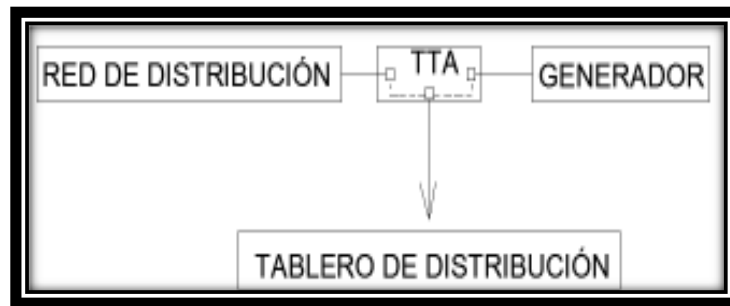 RED DE DISTRIBUCIÓN
TTA
GENERADOR
TABLERO DE DISTRIBUCIÓN